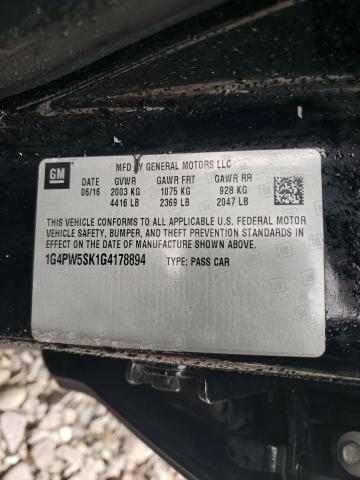 GM
MFD BY GENERAL MOTORS LLC
DATE GVWR GAWR FRT GAWR RR
06/16 2003 KG 1075 KG 928 KG
4416 LB 2369 LB 2047 LB
THIS VEHICLE CONFORMS TO ALL APPLICABLE U.S. FEDERAL MOTOR
VEHICLE SAFETY, BUMPER, AND THEFT PREVENTION STANDARDS
IN EFFECT ON THE DATE OF MANUFACTURE SHOWN ABOVE.
1G4PW5SK1G4178894
TYPE: PASS CAR